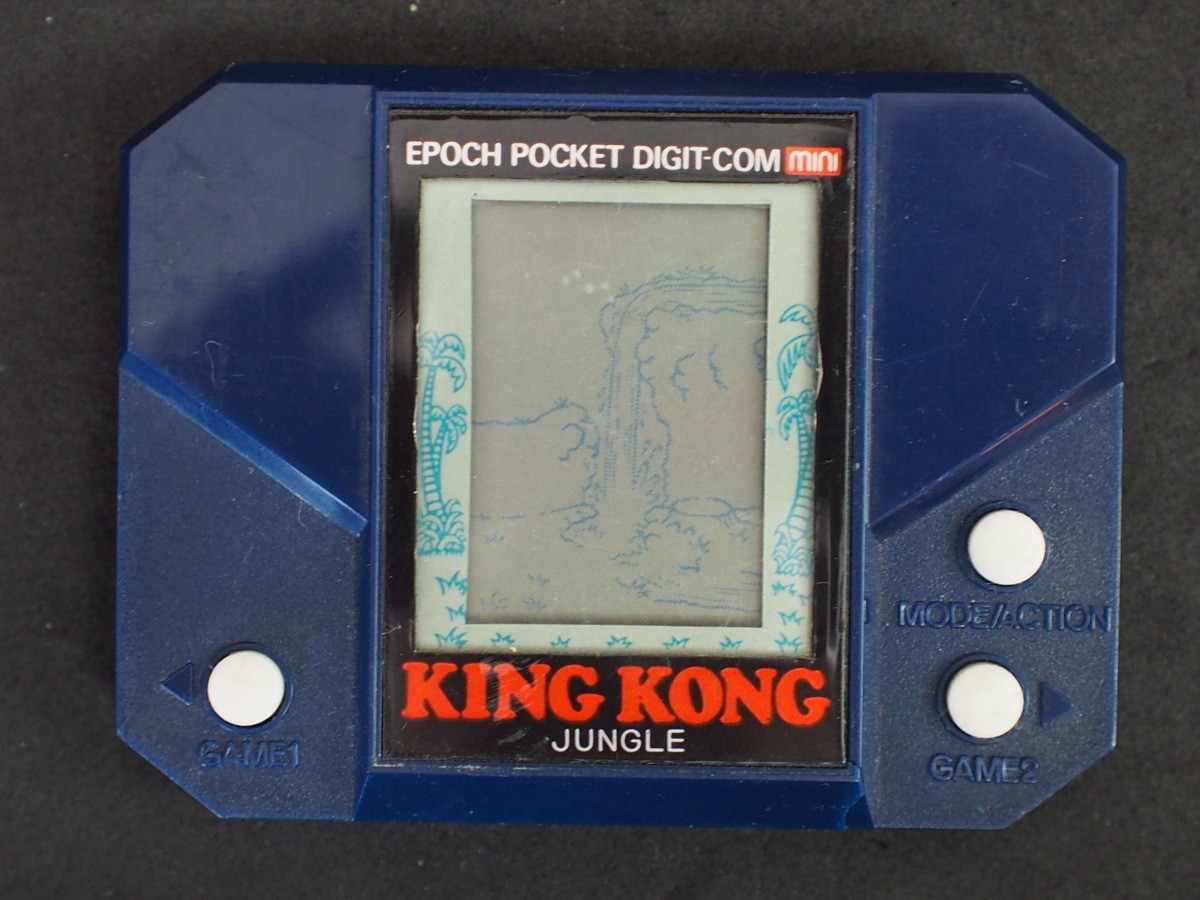 EPOCH POCKET DIGIT-COM mini
KING KONG
JUNGLE
MODE/ACTION
GAME1
GAME2